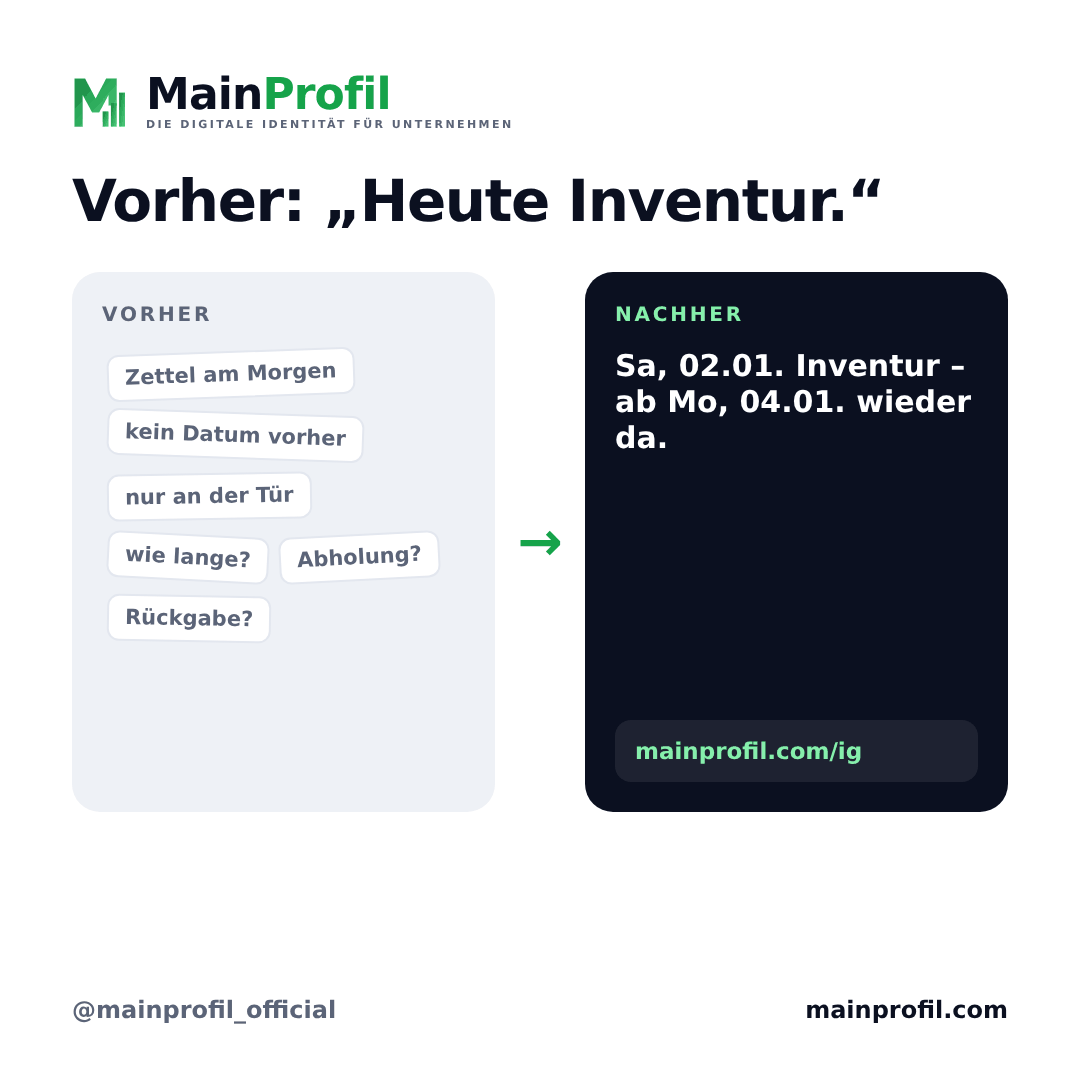 MainProfil
DIE DIGITALE IDENTITÄT FÜR UNTERNEHMEN
Vorher: „Heute Inventur.“
VORHER
Zettel am Morgen
kein Datum vorher
nur an der Tür
wie lange?
Abholung?
Rückgabe?
→
NACHHER
Sa, 02.01. Inventur –
ab Mo, 04.01. wieder
da.
mainprofil.com/ig
@mainprofil_official
mainprofil.com